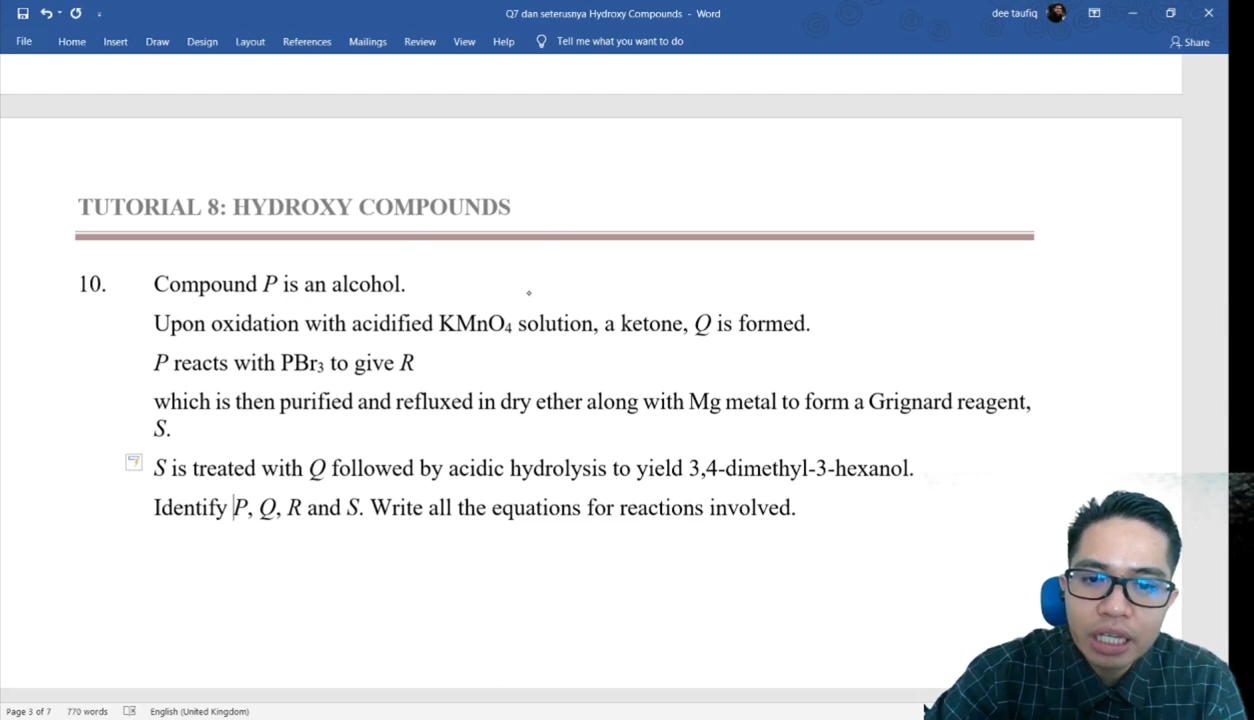 Q7 dan seterusnya Hydroxy Compounds - Word
dee taufiq
File Home Insert Draw Design Layout References Mailings Review View Help Tell me what you want to do
Share
TUTORIAL 8: HYDROXY COMPOUNDS
10. Compound P is an alcohol.
Upon oxidation with acidified KMnO₄ solution, a ketone, Q is formed.
P reacts with PBr₃ to give R
which is then purified and refluxed in dry ether along with Mg metal to form a Grignard reagent,
S.
S is treated with Q followed by acidic hydrolysis to yield 3,4-dimethyl-3-hexanol.
Identify P, Q, R and S. Write all the equations for reactions involved.
Page 3 of 7 770 words English (United Kingdom)